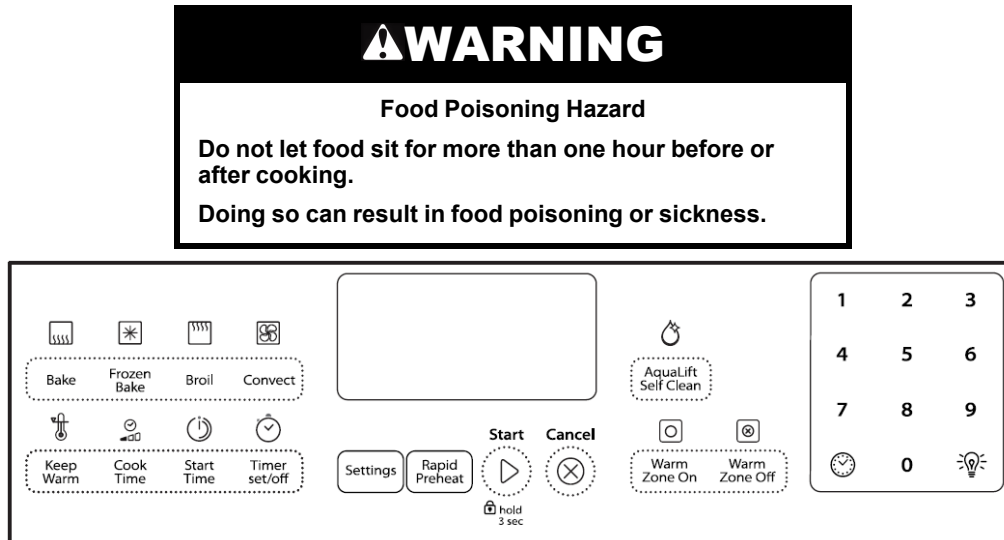 WARNING
Food Poisoning Hazard
Do not let food sit for more than one hour before or
after cooking.
Doing so can result in food poisoning or sickness.
Bake
Frozen
Bake
Broil
Convect
Keep
Warm
Cook
Time
Start
Time
Timer
set/off
Settings
Rapid
Preheat
Start
hold
3 sec
Cancel
AquaLift
Self Clean
Warm
Zone On
Warm
Zone Off
1 2 3
4 5 6
7 8 9
0